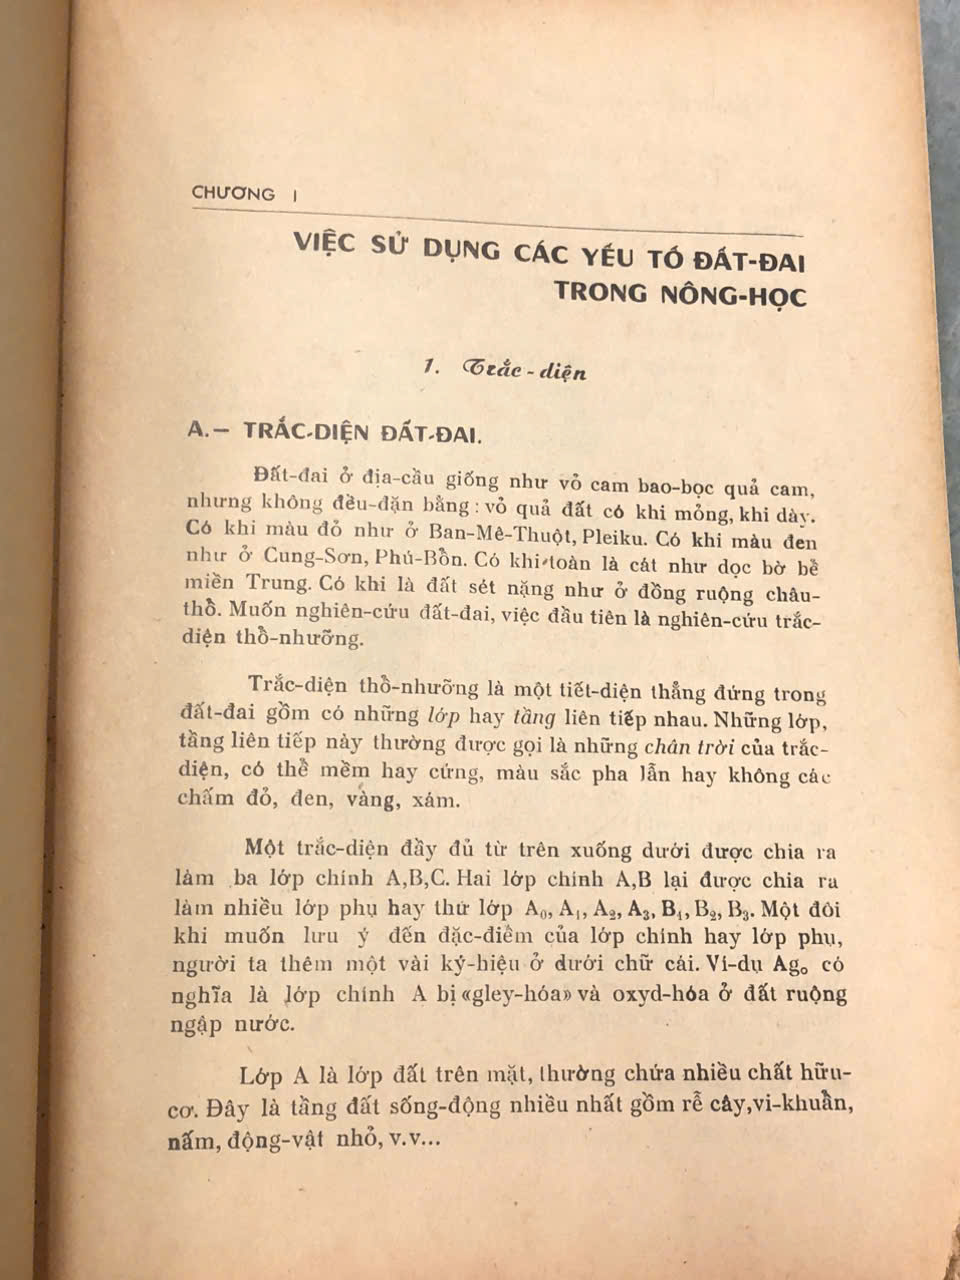 CHƯƠNG I
VIỆC SỬ DỤNG CÁC YẾU TỐ ĐẤT-ĐAI
TRONG NÔNG-HỌC
1. Trắc-diện
A.— TRẮC-DIỆN ĐẤT-ĐAI.
Đất-đai ở địa-cầu giống như vỏ cam bao-bọc quả cam,
nhưng không đều-đặn bằng : vỏ quả đất có khi mỏng, khi dày.
Có khi màu đỏ như ở Ban-Mê-Thuột, Pleiku. Có khi màu đen
như ở Cung-Sơn, Phú-Bổn. Có khi toàn là cát như dọc bờ bể
miền Trung. Có khi là đất sét nặng như ở đồng ruộng châu-
thổ. Muốn nghiên-cứu đất-đai, việc đầu tiên là nghiên-cứu trắc-
diện thổ-nhưỡng.
Trắc-diện thổ-nhưỡng là một tiết-diện thẳng đứng trong
đất-đai gồm có những lớp hay tầng liên tiếp nhau. Những lớp,
tầng liên tiếp này thường được gọi là những chân trời của trắc-
diện, có thể mềm hay cứng, màu sắc pha lẫn hay không các
chấm đỏ, đen, vàng, xám.
Một trắc-diện đầy đủ từ trên xuống dưới được chia ra
làm ba lớp chính A,B,C. Hai lớp chính A,B lại được chia ra
làm nhiều lớp phụ hay thứ lớp A₀, A₁, A₂, A₃, B₁, B₂, B₃. Một đôi
khi muốn lưu ý đến đặc-điểm của lớp chính hay lớp phụ,
người ta thêm một vài ký-hiệu ở dưới chữ cái. Ví-dụ Ag₀ có
nghĩa là lớp chính A bị «gley-hóa» và oxyd-hóa ở đất ruộng
ngập nước.
Lớp A là lớp đất trên mặt, thường chứa nhiều chất hữu-
cơ. Đây là tầng đất sống-động nhiều nhất gồm rễ cây,vi-khuẩn,
nấm, động-vật nhỏ, v.v...